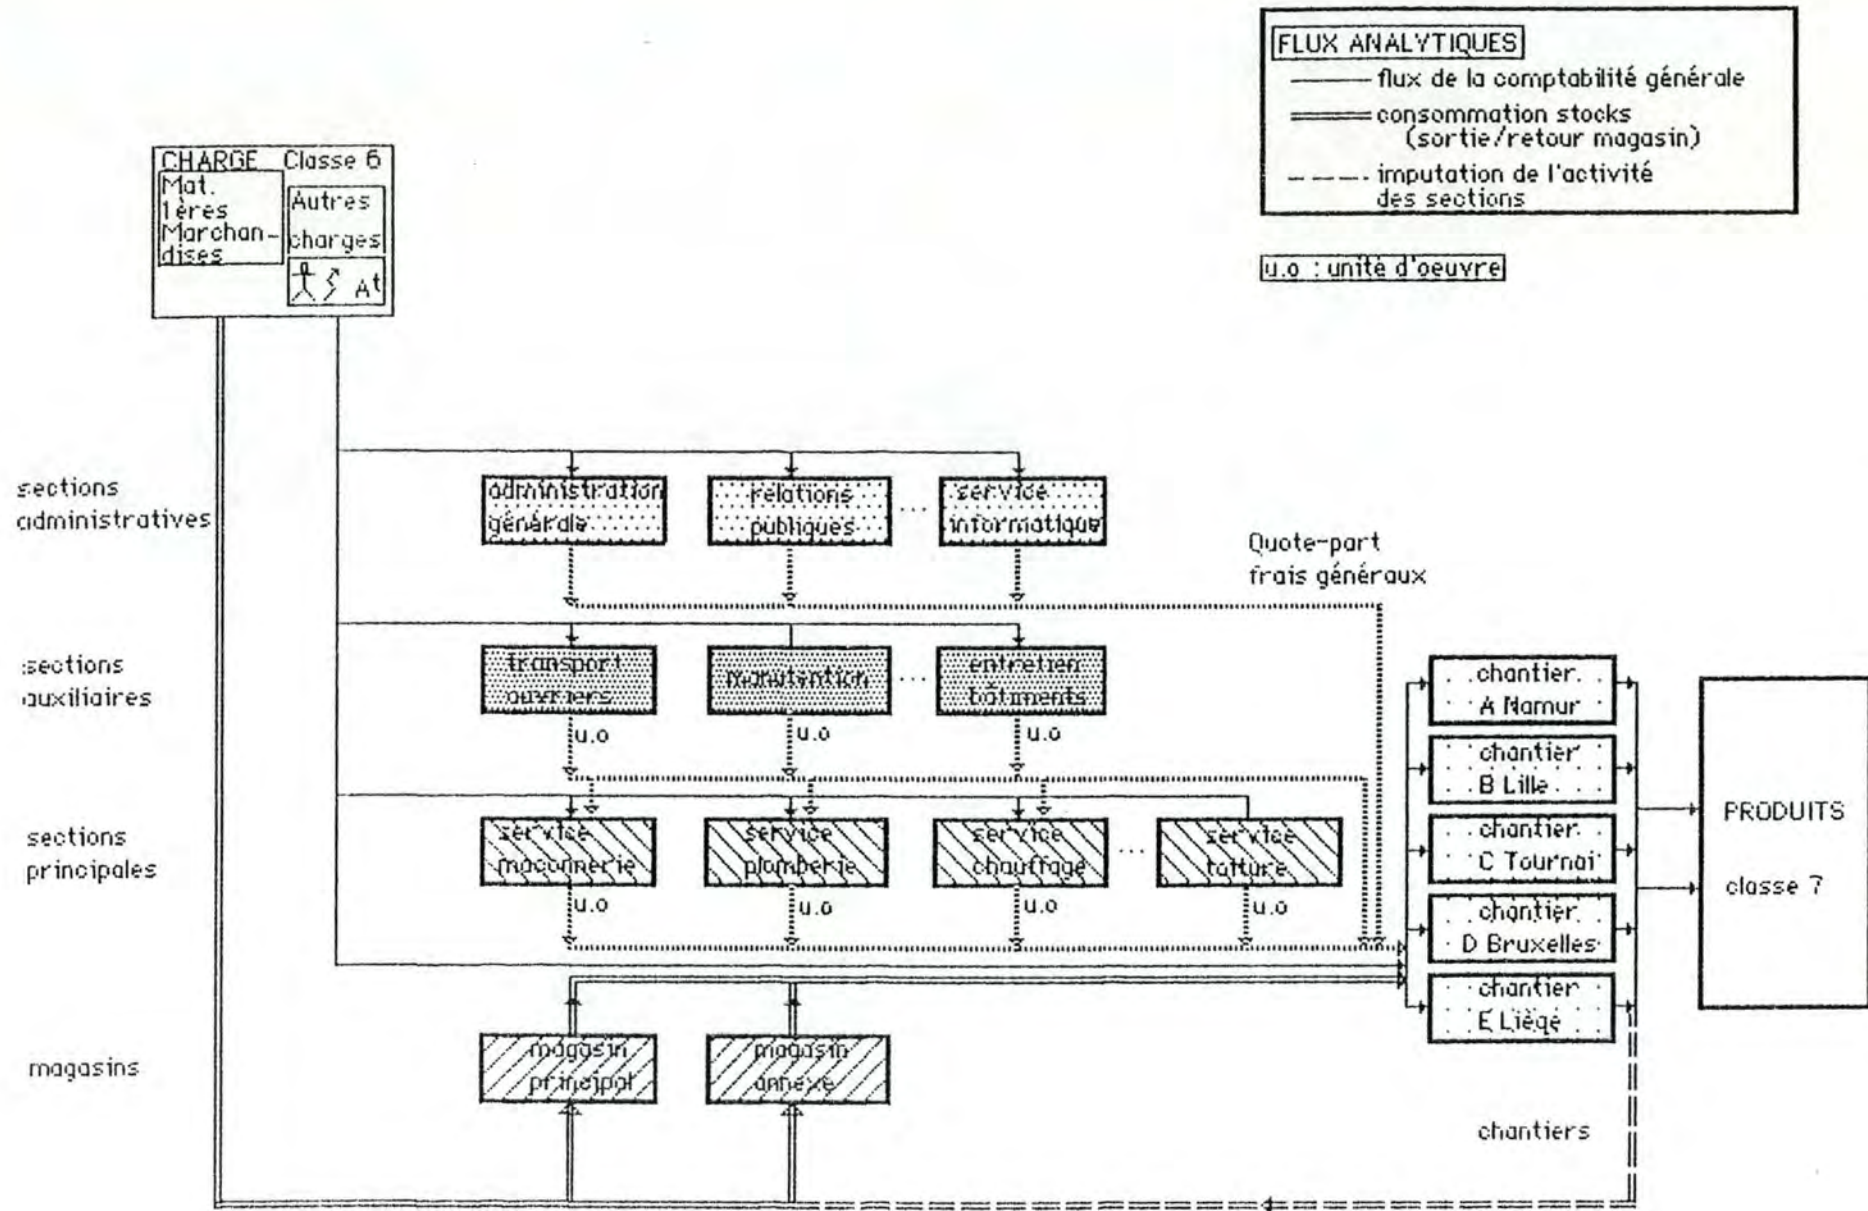 FLUX ANALYTIQUES
flux de la comptabilité générale
consommation stocks
(sortie/retour magasin)
imputation de l'activité
des sections
u.o : unité d'oeuvre
CHARGE Classe 6
Mat.
1ères
Marchan-
dises
Autres
charges
At
sections
administratives
administration
générale
relations
publiques
...
service
informatique
Quote-part
frais généraux
sections
auxiliaires
transport
ouvriers
manutention
...
entretien
bâtiments
u.o
u.o
u.o
sections
principales
service
maçonnerie
service
plomberie
service
chauffage
...
service
toiture
u.o
u.o
u.o
u.o
chantier
A Namur
chantier
B Lille
chantier
C Tournai
chantier
D Bruxelles
chantier
E Liège
PRODUITS
classe 7
magasins
magasin
principal
magasin
annexe
chantiers